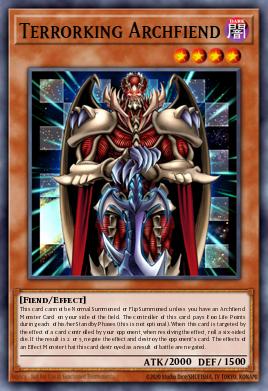 TERRORKING ARCHFIEND
DARK
闇
[FIEND/EFFECT]
This card cannot be Normal Summoned or Flip Summoned unless you have an Archfiend
Monster Card on your side of the field. The controller of this card pays 800 Life Points
during each of his/her Standby Phases (this is not optional). When this card is targeted
by the effect of a card controlled by your opponent, when resolving the effect, roll a six-sided
die. If the result is 2 or 5, negate the effect and destroy the opponent's card. The effects of
an Effect Monster that this card destroyed as a result of battle are negated.
ATK/2000 DEF/1500